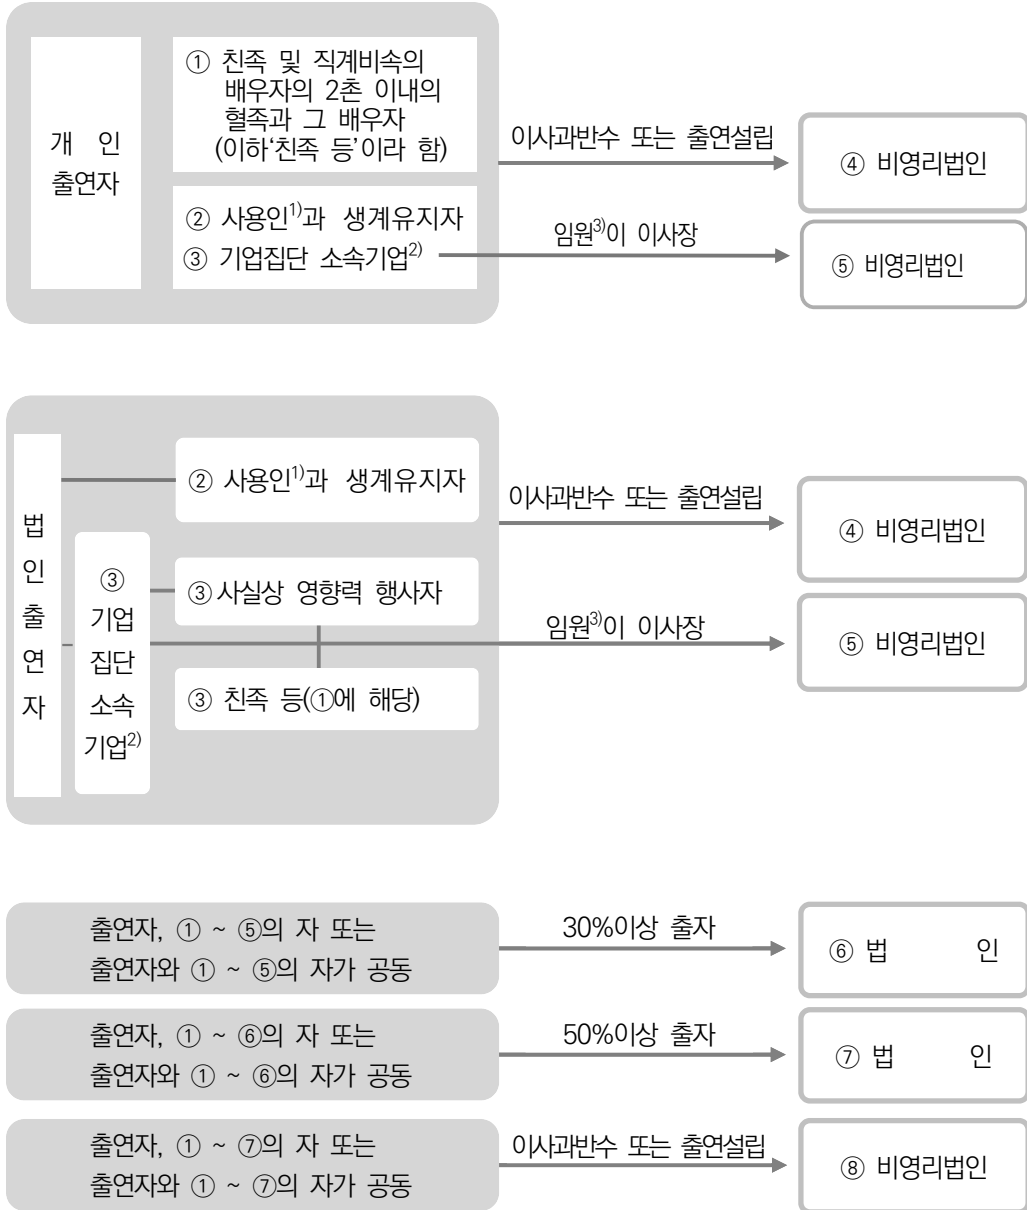 개 인
출연자
① 친족 및 직계비속의
배우자의 2촌 이내의
혈족과 그 배우자
(이하‘친족 등’이라 함)
② 사용인1)과 생계유지자
③ 기업집단 소속기업2)
이사과반수 또는 출연설립
④ 비영리법인
임원3)이 이사장
⑤ 비영리법인
법
인
출
연
자
② 사용인1)과 생계유지자
③
기업
집단
소속
기업2)
③ 사실상 영향력 행사자
③ 친족 등(①에 해당)
이사과반수 또는 출연설립
④ 비영리법인
임원3)이 이사장
⑤ 비영리법인
출연자, ① ~ ⑤의 자 또는
출연자와 ① ~ ⑤의 자가 공동
30%이상 출자
⑥ 법 인
출연자, ① ~ ⑥의 자 또는
출연자와 ① ~ ⑥의 자가 공동
50%이상 출자
⑦ 법 인
출연자, ① ~ ⑦의 자 또는
출연자와 ① ~ ⑦의 자가 공동
이사과반수 또는 출연설립
⑧ 비영리법인